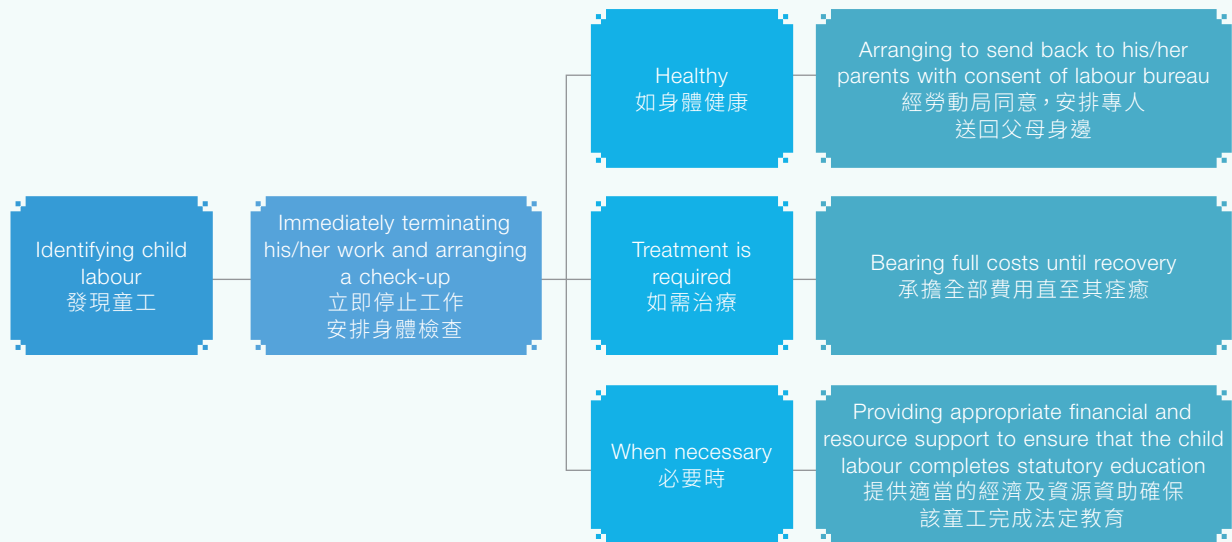 Identifying child
labour
發現童工
Immediately terminating
his/her work and arranging
a check-up
立即停止工作
安排身體檢查
Healthy
如身體健康
Arranging to send back to his/her
parents with consent of labour bureau
經勞動局同意，安排專人
送回父母身邊
Treatment is
required
如需治療
Bearing full costs until recovery
承擔全部費用直至其痊癒
When necessary
必要時
Providing appropriate financial and
resource support to ensure that the child
labour completes statutory education
提供適當的經濟及資源資助確保
該童工完成法定教育